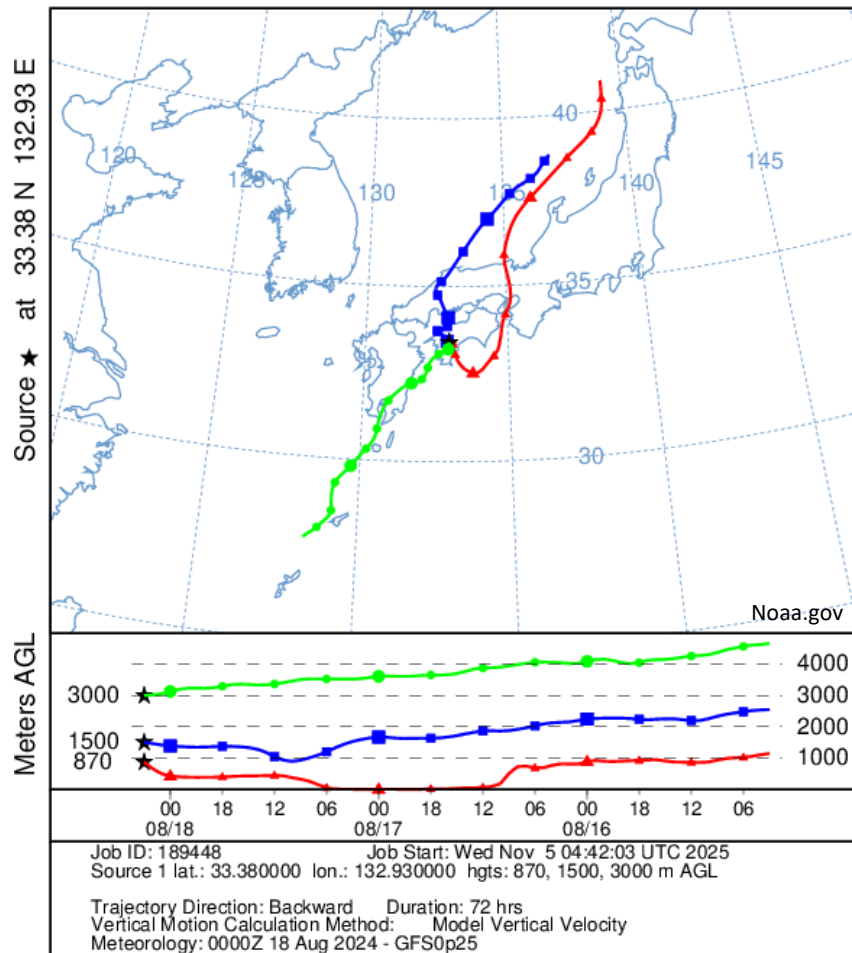 Source ★ at 33.38 N 132.93 E
40
120
125
130
135
140
145
35
30
Noaa.gov
Meters AGL
4000
3000
3000
2000
1500
1000
870
00 18 12 06 00 18 12 06 00 18 12 06
08/18 08/17 08/16
Job ID: 189448 Job Start: Wed Nov 5 04:42:03 UTC 2025
Source 1 lat.: 33.380000 lon.: 132.930000 hgts: 870, 1500, 3000 m AGL
Trajectory Direction: Backward Duration: 72 hrs
Vertical Motion Calculation Method: Model Vertical Velocity
Meteorology: 0000Z 18 Aug 2024 - GFS0p25